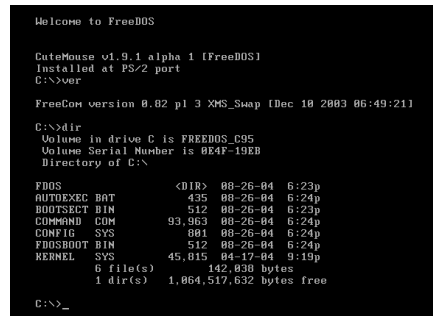 Welcome to FreeDOS
CuteMouse v1.9.1 alpha 1 [FreeDOS]
Installed at PS/2 port
C:\>ver
FreeCom version 0.82 pl 3 XMS_Swap [Dec 10 2003 06:49:21]
C:\>dir
Volume in drive C is FREEDOS_C95
Volume Serial Number is 0E4F-19EB
Directory of C:\
FDOS <DIR> 08-26-04 6:23p
AUTOEXEC BAT 435 08-26-04 6:24p
BOOTSECT BIN 512 08-26-04 6:23p
COMMAND COM 93,963 08-26-04 6:24p
CONFIG SYS 801 08-26-04 6:24p
FDOSBOOT BIN 512 08-26-04 6:24p
KERNEL SYS 45,815 04-17-04 9:19p
6 file(s) 142,038 bytes
1 dir(s) 1,064,517,632 bytes free
C:\>_